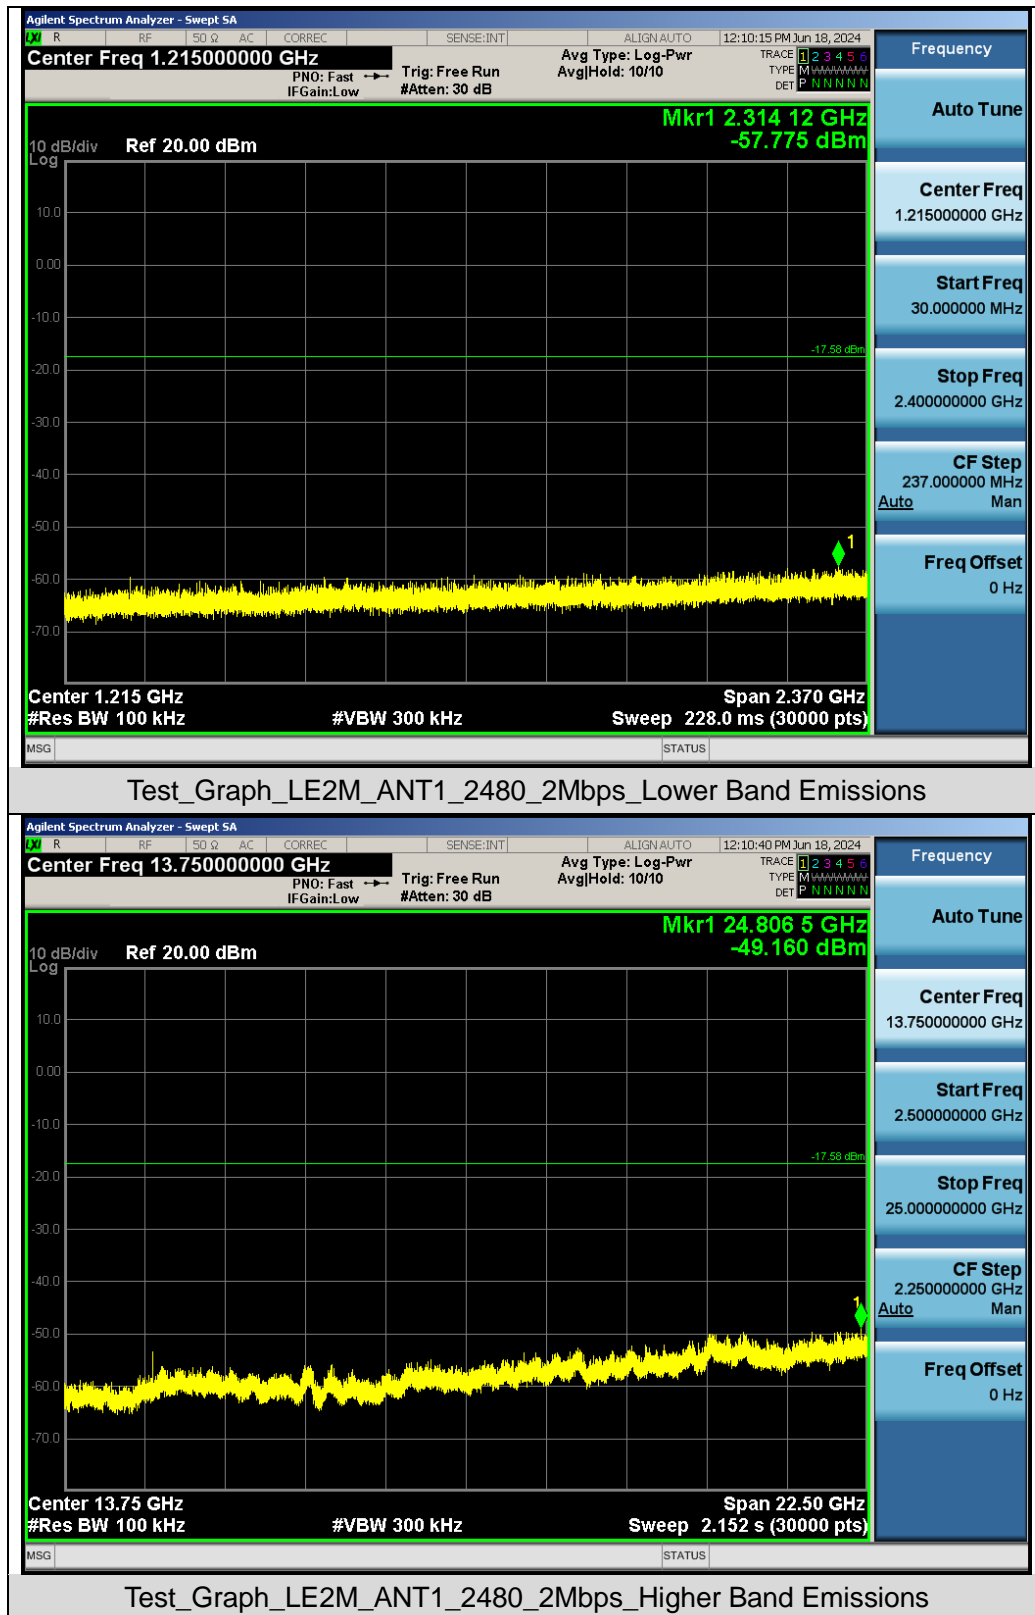 Agilent Spectrum Analyzer - Swept SA
LXI R RF 50 Ω AC CORREC SENSE:INT ALIGN AUTO 12:10:15 PM Jun 18, 2024
Center Freq 1.215000000 GHz
PNO: Fast
IFGain:Low
Trig: Free Run
#Atten: 30 dB
Avg Type: Log-Pwr
Avg|Hold: 10/10
TRACE 1 2 3 4 5 6
TYPE M
DET P N N N N N
Mkr1 2.314 12 GHz
-57.775 dBm
10 dB/div Ref 20.00 dBm
Log
10.0
0.00
-10.0
-17.58 dBm
-20.0
-30.0
-40.0
-50.0
1
-60.0
-70.0
Center 1.215 GHz Span 2.370 GHz
#Res BW 100 kHz #VBW 300 kHz Sweep 228.0 ms (30000 pts)
MSG STATUS
Frequency
Auto Tune
Center Freq
1.215000000 GHz
Start Freq
30.000000 MHz
Stop Freq
2.400000000 GHz
CF Step
237.000000 MHz
Auto Man
Freq Offset
0 Hz
Test_Graph_LE2M_ANT1_2480_2Mbps_Lower Band Emissions
Agilent Spectrum Analyzer - Swept SA
LXI R RF 50 Ω AC CORREC SENSE:INT ALIGN AUTO 12:10:40 PM Jun 18, 2024
Center Freq 13.750000000 GHz
PNO: Fast
IFGain:Low
Trig: Free Run
#Atten: 30 dB
Avg Type: Log-Pwr
Avg|Hold: 10/10
TRACE 1 2 3 4 5 6
TYPE M
DET P N N N N N
Mkr1 24.806 5 GHz
-49.160 dBm
10 dB/div Ref 20.00 dBm
Log
10.0
0.00
-10.0
-17.58 dBm
-20.0
-30.0
-40.0
1
-50.0
-60.0
-70.0
Center 13.75 GHz Span 22.50 GHz
#Res BW 100 kHz #VBW 300 kHz Sweep 2.152 s (30000 pts)
MSG STATUS
Frequency
Auto Tune
Center Freq
13.750000000 GHz
Start Freq
2.500000000 GHz
Stop Freq
25.000000000 GHz
CF Step
2.250000000 GHz
Auto Man
Freq Offset
0 Hz
Test_Graph_LE2M_ANT1_2480_2Mbps_Higher Band Emissions